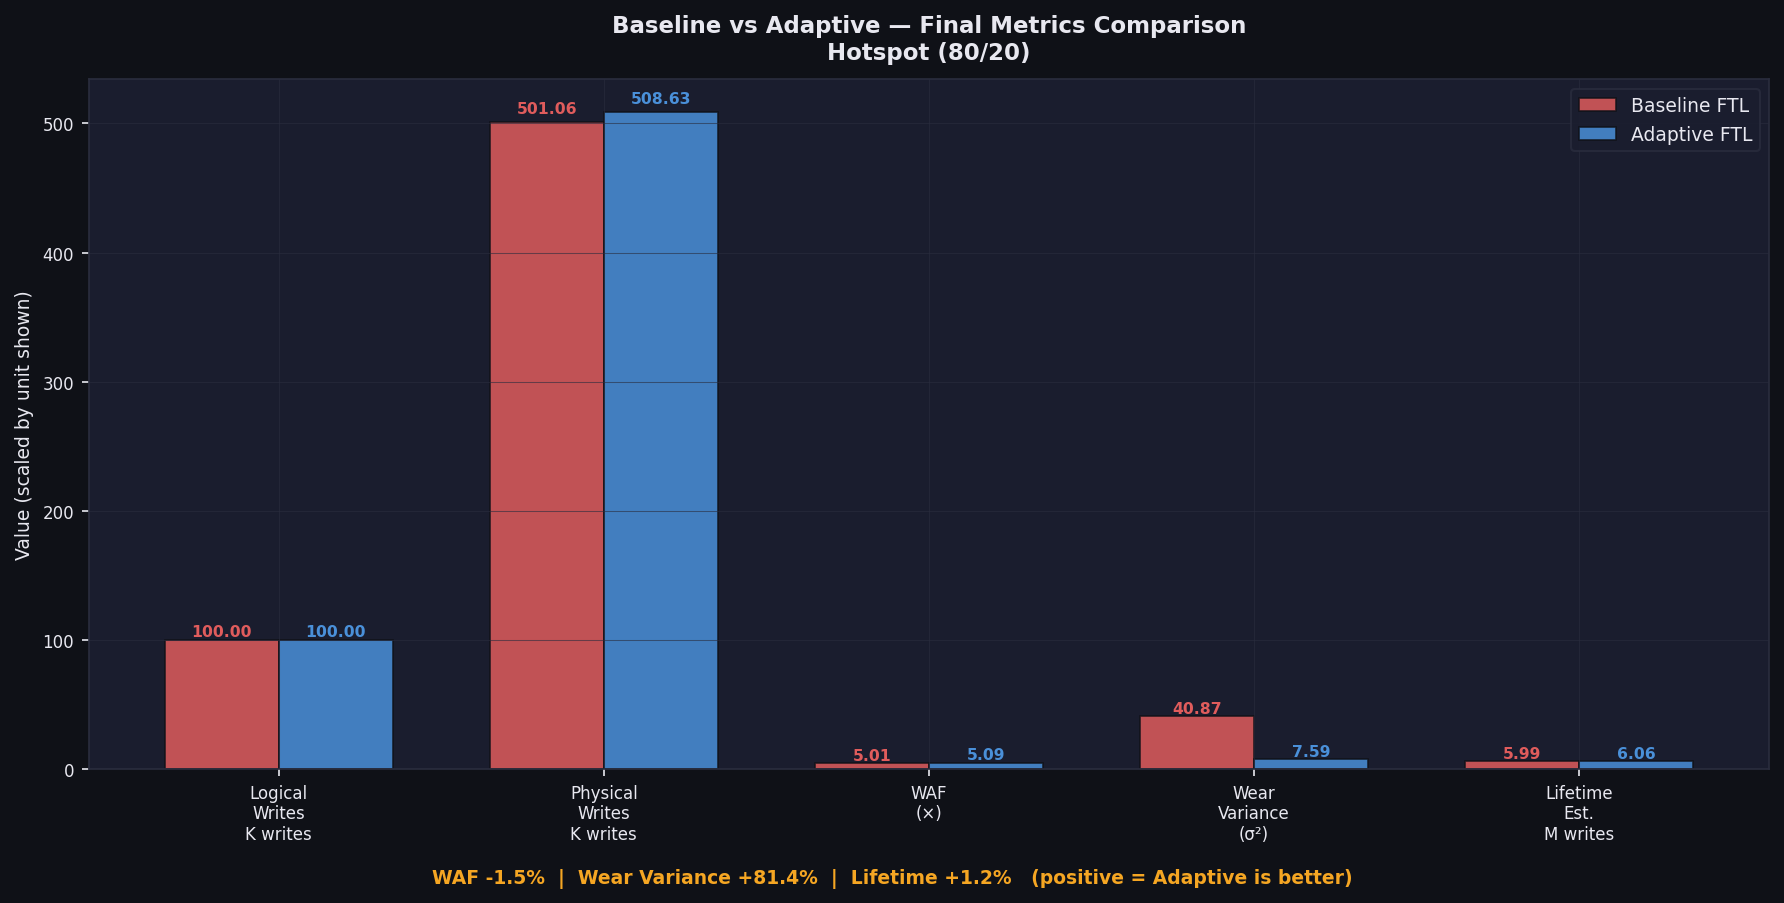 Baseline vs Adaptive — Final Metrics Comparison
Hotspot (80/20)
Baseline FTL
Adaptive FTL
Value (scaled by unit shown)
500
400
300
200
100
0
100.00
100.00
501.06
508.63
5.01
5.09
40.87
7.59
5.99
6.06
Logical
Writes
K writes
Physical
Writes
K writes
WAF
(×)
Wear
Variance
(σ²)
Lifetime
Est.
M writes
WAF -1.5% | Wear Variance +81.4% | Lifetime +1.2% (positive = Adaptive is better)